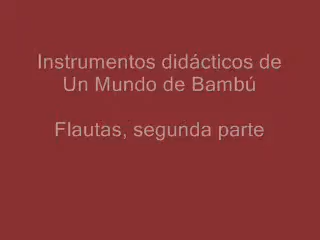 Instrumentos didácticos de
Un Mundo de Bambú
Flautas, segunda parte